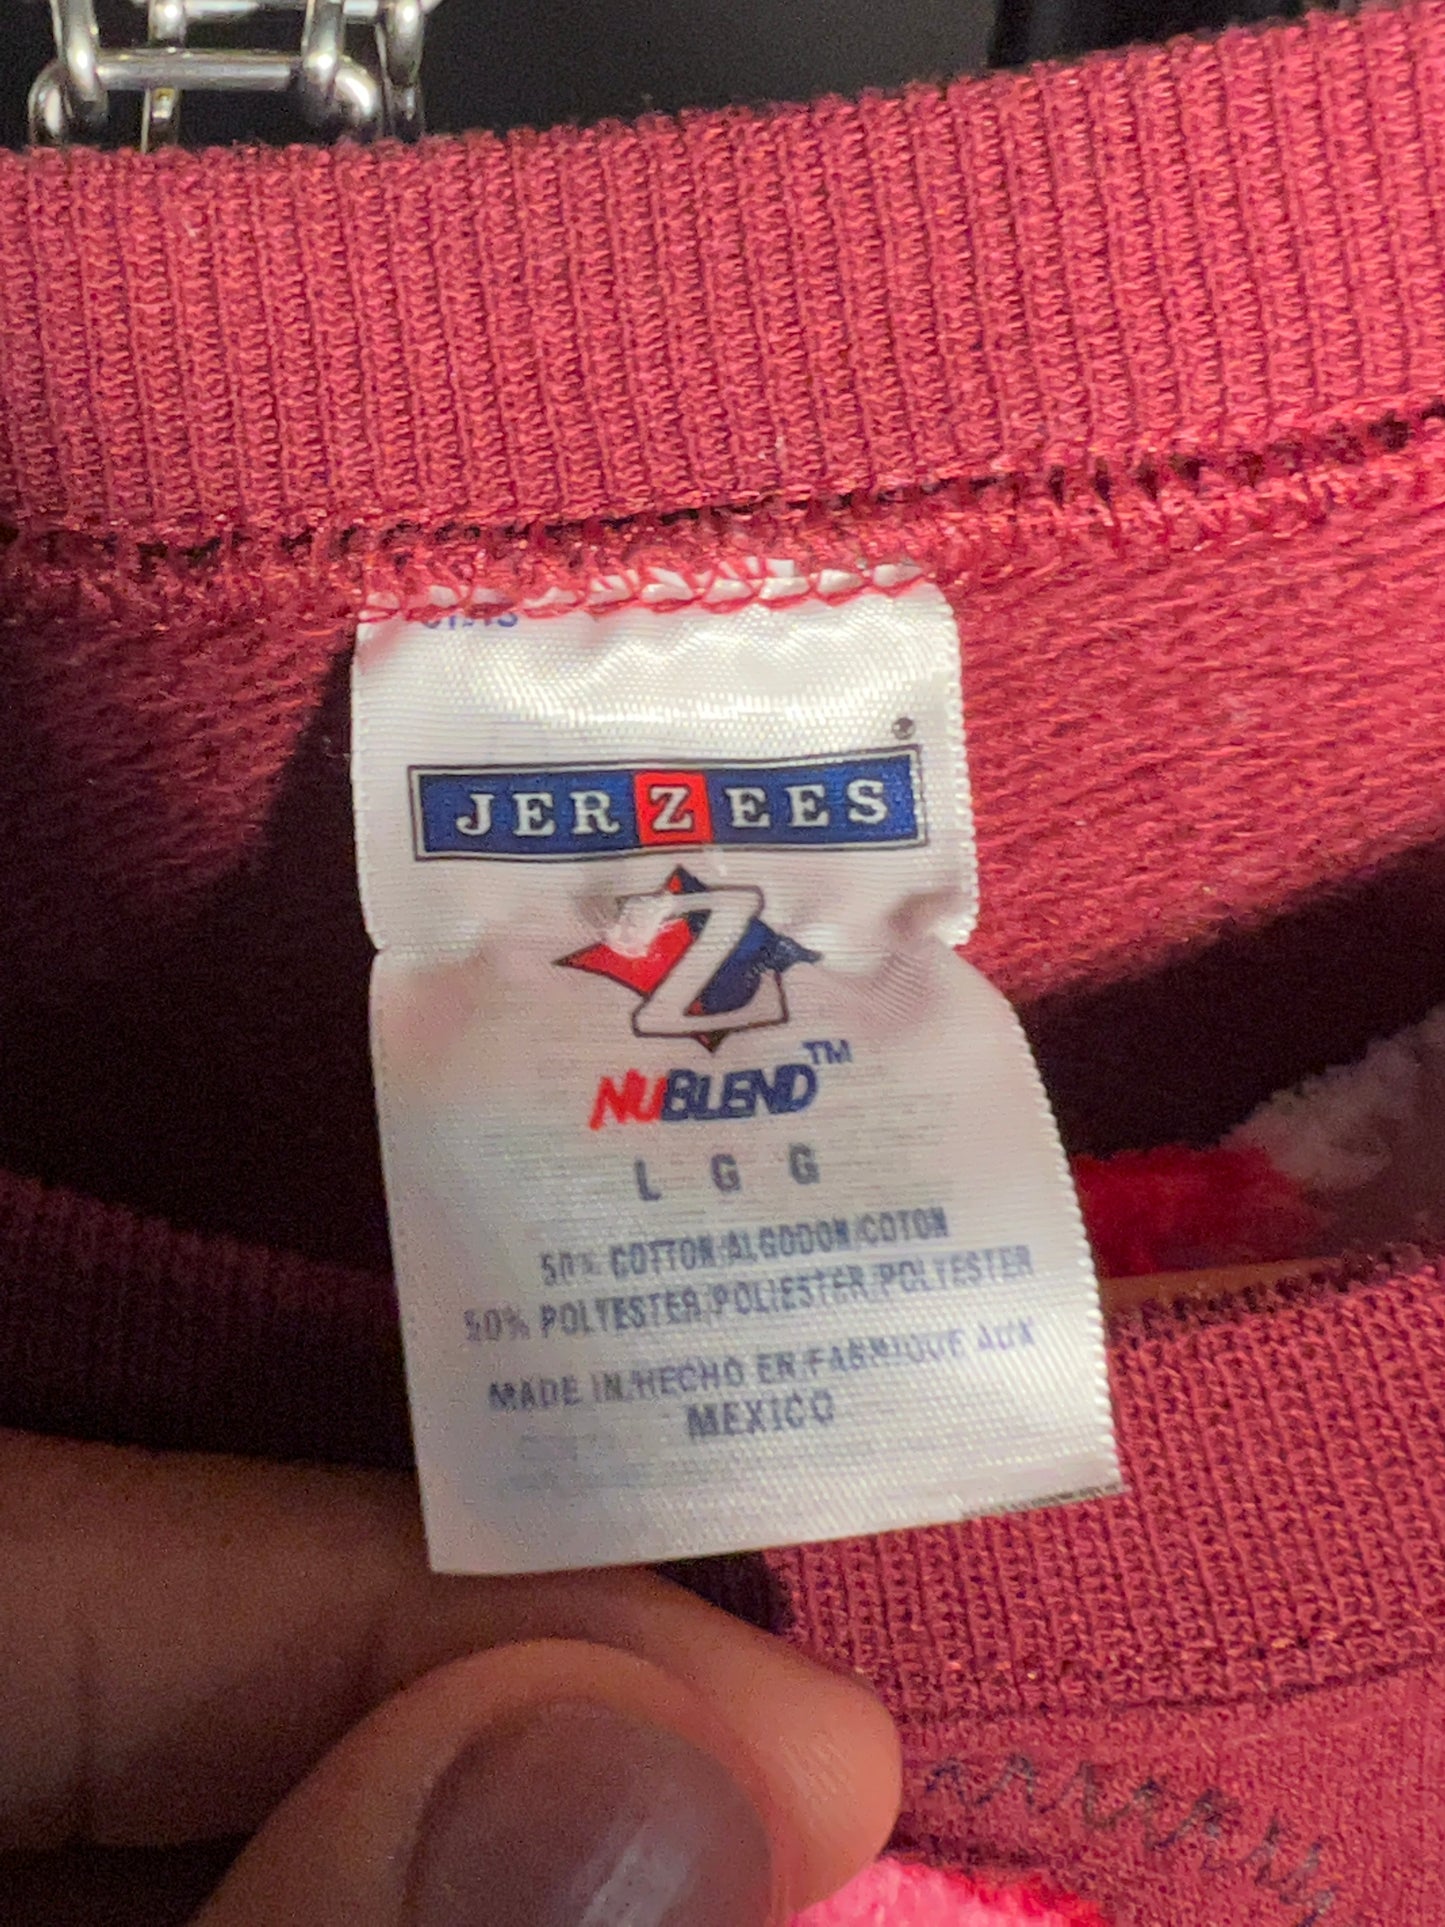 JERZEES®
Z
NUBLEND™
L G G
50% COTTON/ALGODON/COTON
50% POLYESTER/POLIESTER/POLYESTER
MADE IN/HECHO EN/FABRIQUE AUX
MEXICO